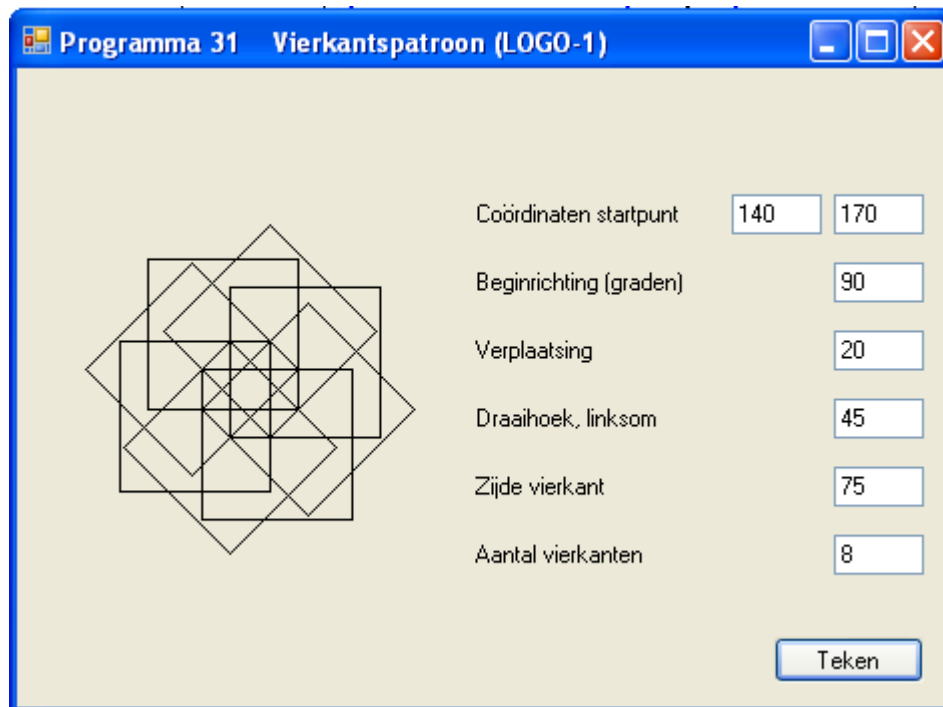 Programma 31 Vierkantspatroon (LOGO-1)
Coördinaten startpunt 140 170
Beginrichting (graden) 90
Verplaatsing 20
Draaihoek, linksom 45
Zijde vierkant 75
Aantal vierkanten 8
Teken